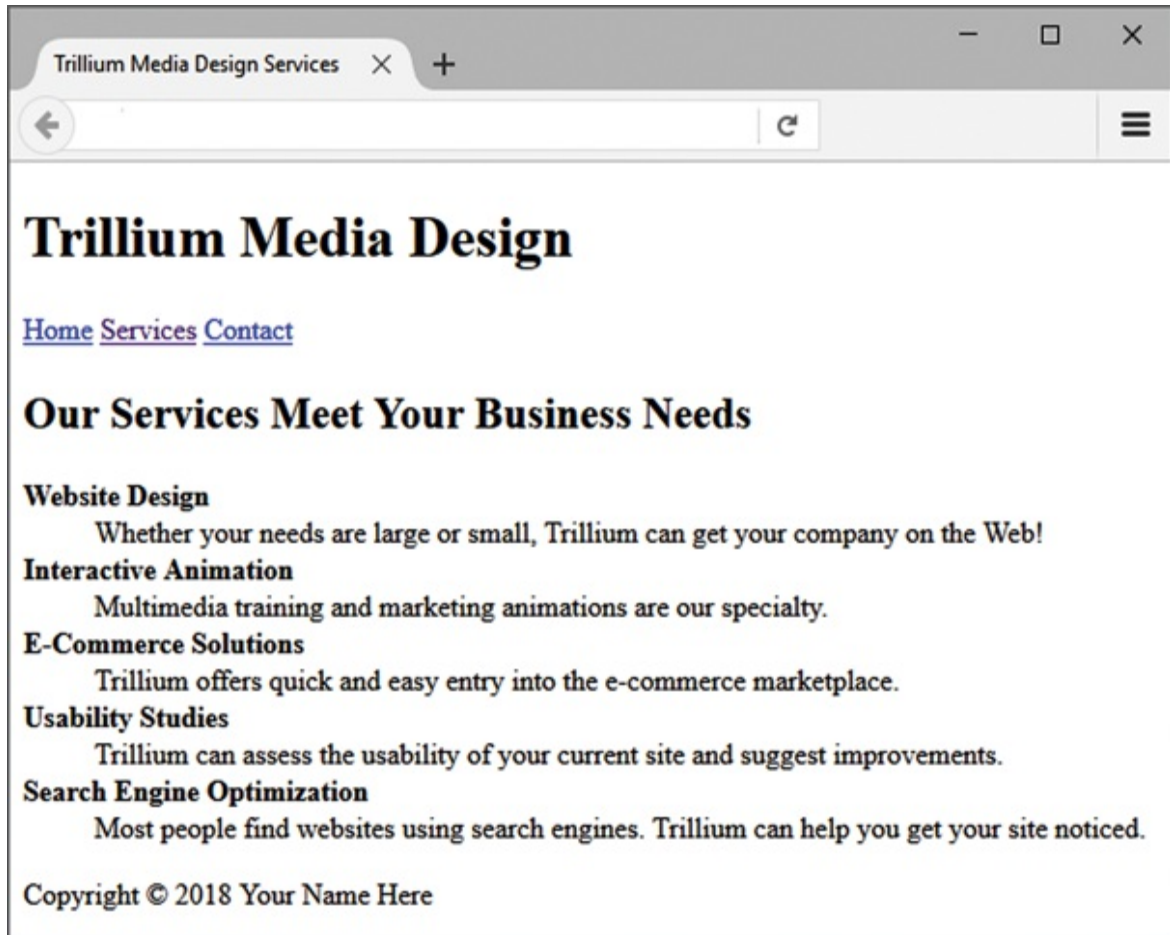 Trillium Media Design Services
Trillium Media Design
Home Services Contact
Our Services Meet Your Business Needs
Website Design
Whether your needs are large or small, Trillium can get your company on the Web!
Interactive Animation
Multimedia training and marketing animations are our specialty.
E-Commerce Solutions
Trillium offers quick and easy entry into the e-commerce marketplace.
Usability Studies
Trillium can assess the usability of your current site and suggest improvements.
Search Engine Optimization
Most people find websites using search engines. Trillium can help you get your site noticed.
Copyright © 2018 Your Name Here